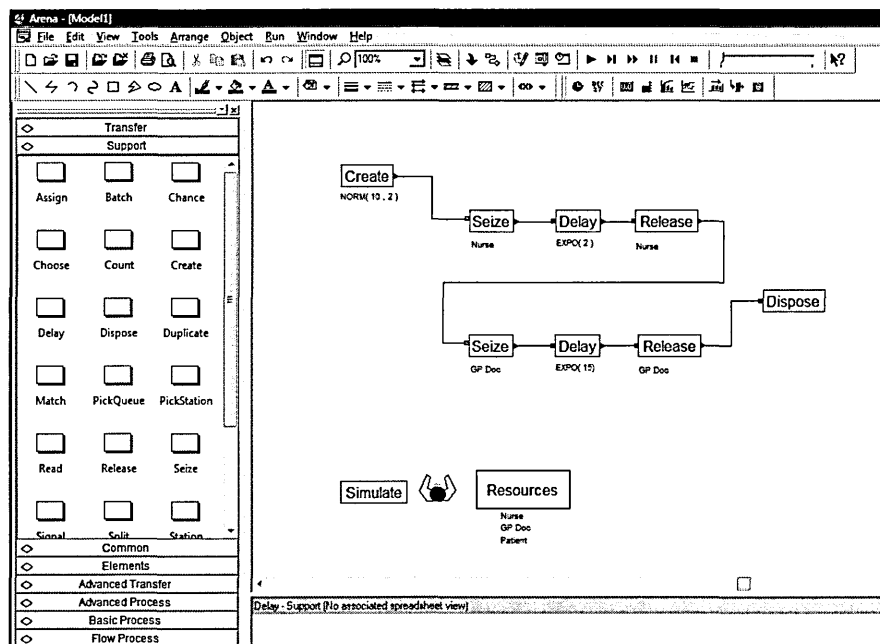 Arena - [Model1]
File Edit View Tools Arrange Object Run Window Help
100%
A
A
Transfer
Support
Assign Batch Chance
Choose Count Create
Delay Dispose Duplicate
Match PickQueue PickStation
Read Release Seize
Signal Split Station
Common
Elements
Advanced Transfer
Advanced Process
Basic Process
Flow Process
Create
NORM( 10 , 2 )
Seize Delay Release
Nurse EXPO( 2 ) Nurse
Dispose
Seize Delay Release
GP Doc EXPO( 15) GP Doc
Simulate
Resources
Nurse
GP Doc
Patient
Delay - Support [No associated spreadsheet view]